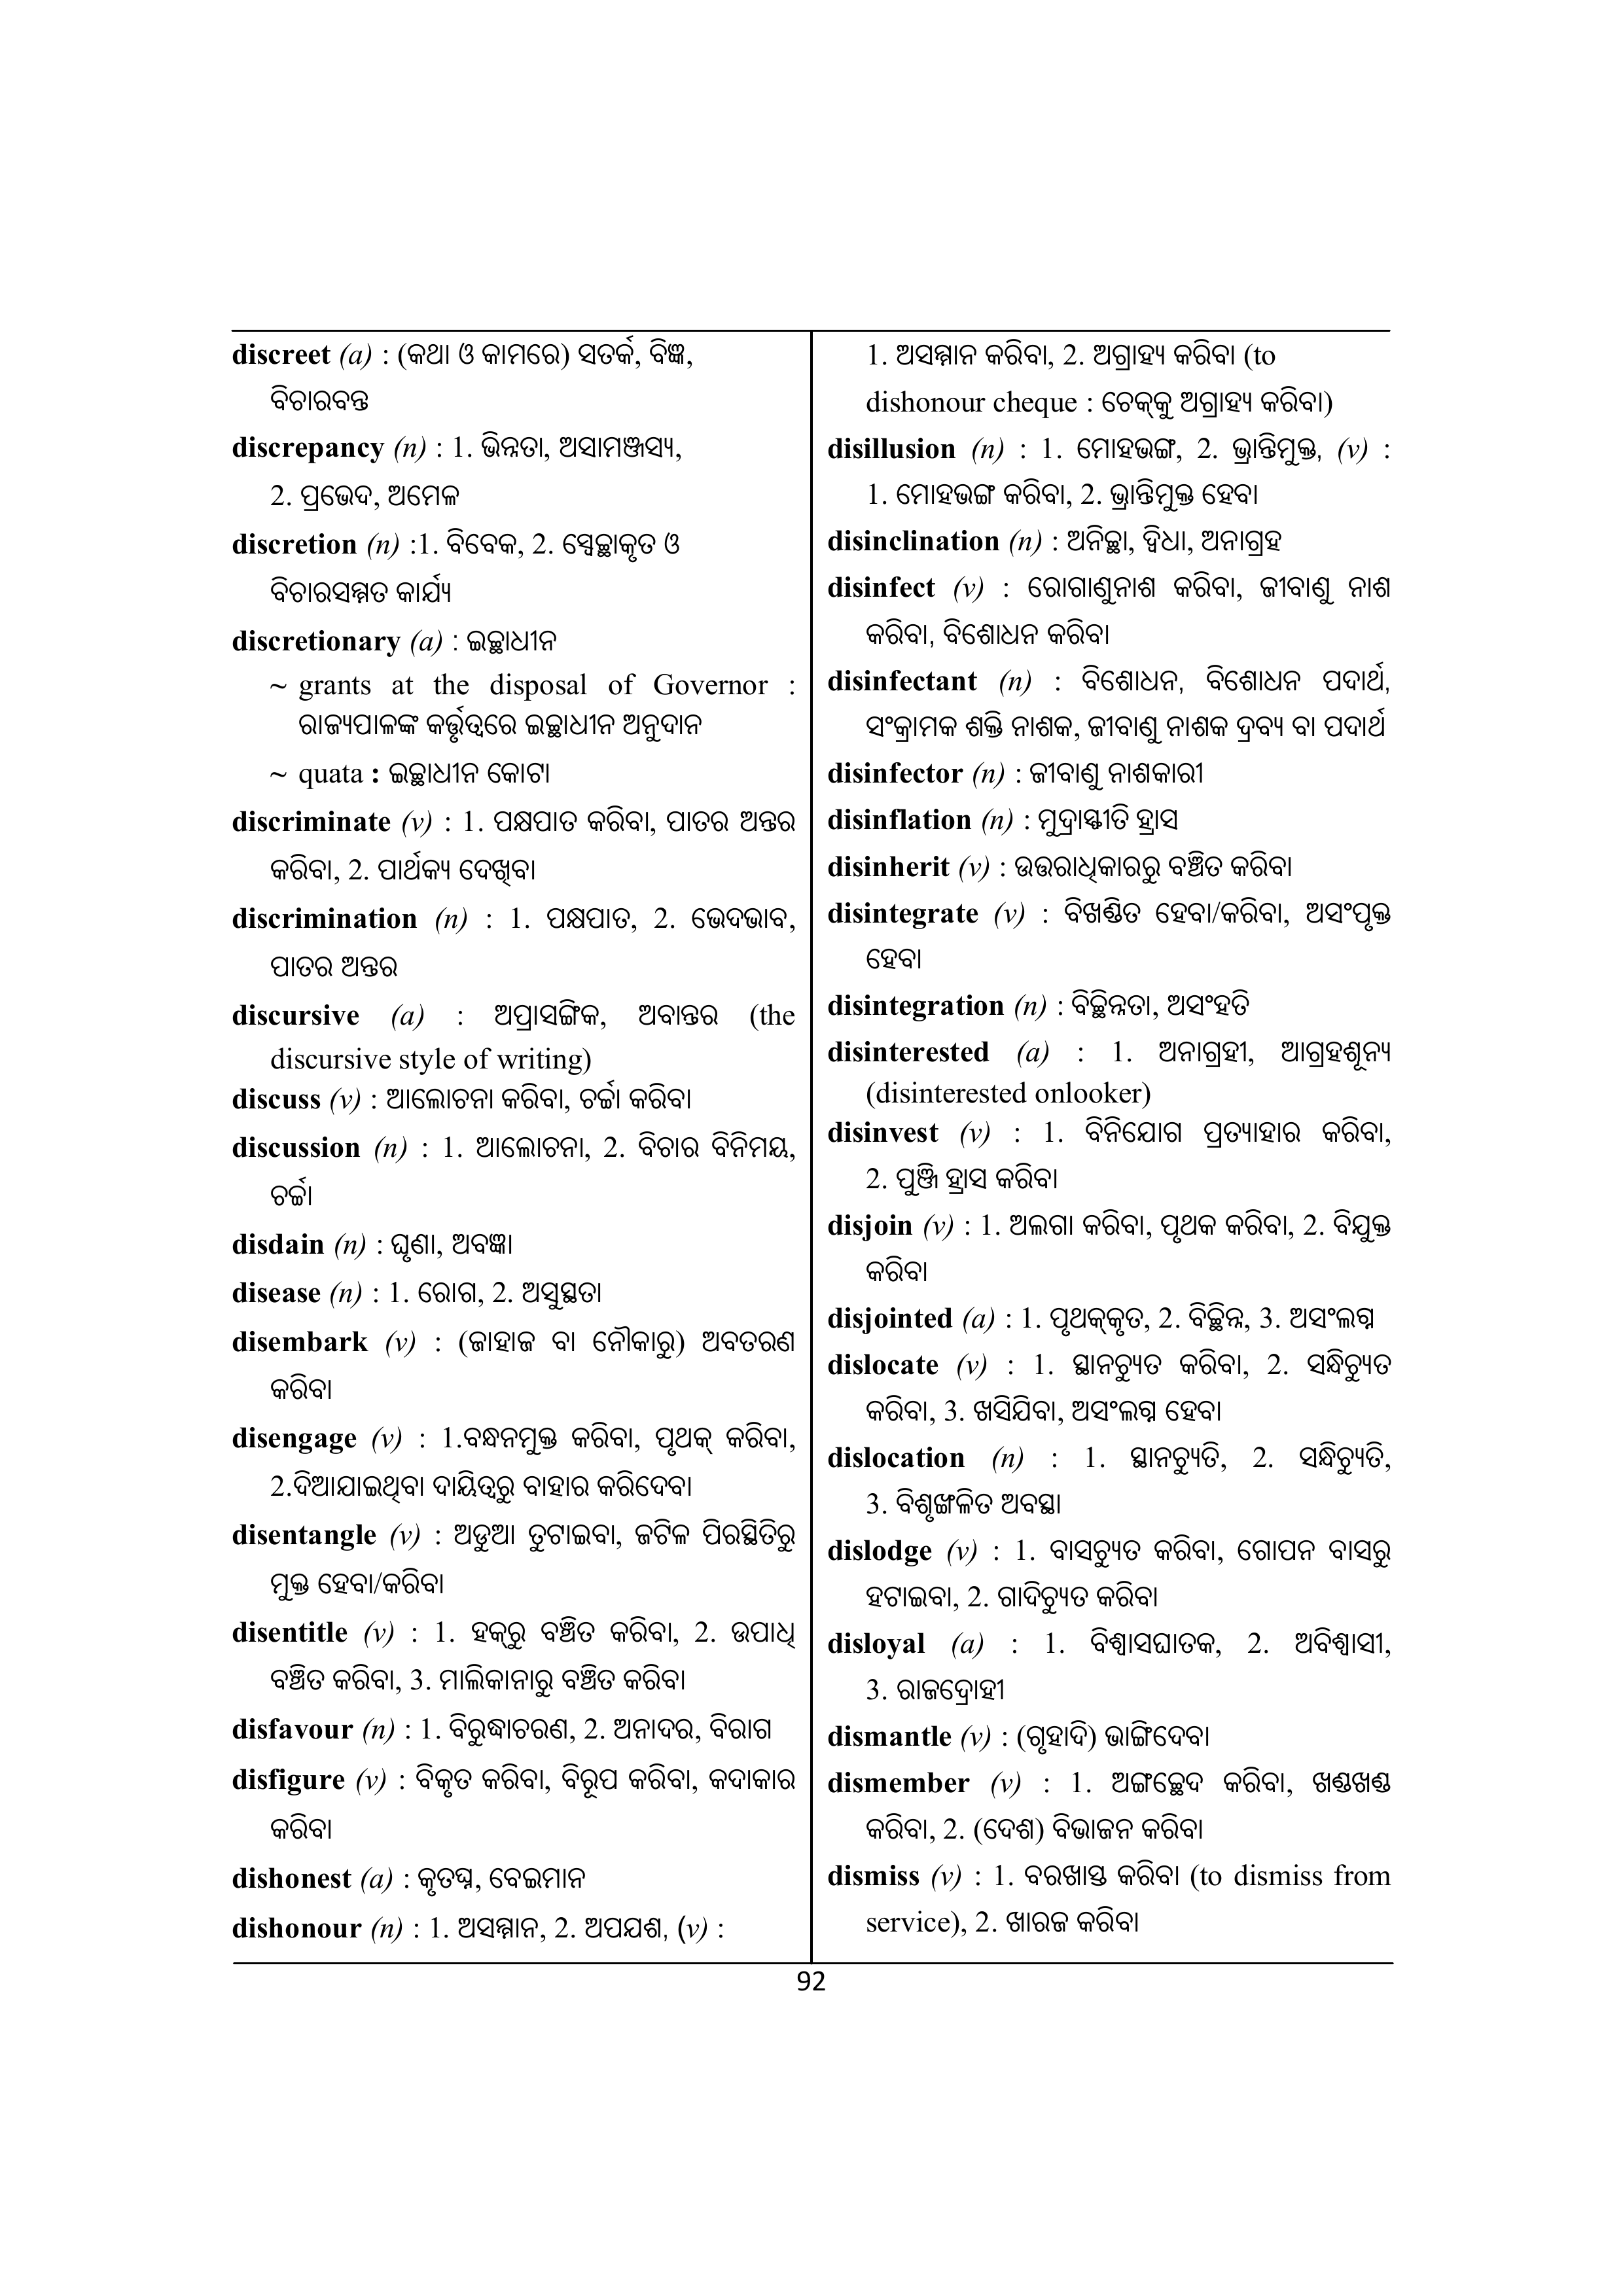 discreet (a) : (କଥା ଓ କାମରେ) ସତର୍କ, ବିଜ୍ଞ,
ବିଚାରବନ୍ତ
discrepancy (n) : 1. ଭିନ୍ନତା, ଅସାମଞ୍ଜସ୍ୟ,
2. ପ୍ରଭେଦ, ଅମେଳ
discretion (n) :1. ବିବେକ, 2. ସ୍ୱେଚ୍ଛାକୃତ ଓ
ବିଚାରସମ୍ମତ କାର୍ଯ୍ୟ
discretionary (a) : ଇଚ୍ଛାଧୀନ
~ grants at the disposal of Governor :
ରାଜ୍ୟପାଳଙ୍କ କର୍ତ୍ତୃତ୍ୱରେ ଇଚ୍ଛାଧୀନ ଅନୁଦାନ
~ quata : ଇଚ୍ଛାଧୀନ କୋଟା
discriminate (v) : 1. ପକ୍ଷପାତ କରିବା, ପାତର ଅନ୍ତର
କରିବା, 2. ପାର୍ଥକ୍ୟ ଦେଖିବା
discrimination (n) : 1. ପକ୍ଷପାତ, 2. ଭେଦଭାବ,
ପାତର ଅନ୍ତର
discursive (a) : ଅପ୍ରାସଙ୍ଗିକ, ଅବାନ୍ତର (the
discursive style of writing)
discuss (v) : ଆଲୋଚନା କରିବା, ଚର୍ଚ୍ଚା କରିବା
discussion (n) : 1. ଆଲୋଚନା, 2. ବିଚାର ବିନିମୟ,
ଚର୍ଚ୍ଚା
disdain (n) : ଘୃଣା, ଅବଜ୍ଞା
disease (n) : 1. ରୋଗ, 2. ଅସୁସ୍ଥତା
disembark (v) : (ଜାହାଜ ବା ନୌକାରୁ) ଅବତରଣ
କରିବା
disengage (v) : 1.ବନ୍ଧନମୁକ୍ତ କରିବା, ପୃଥକ୍ କରିବା,
2.ଦିଆଯାଇଥିବା ଦାୟିତ୍ୱରୁ ବାହାର କରିଦେବା
disentangle (v) : ଅଡୁଆ ତୁଟାଇବା, ଜଟିଳ ପିରସ୍ଥିତିରୁ
ମୁକ୍ତ ହେବା/କରିବା
disentitle (v) : 1. ହକ୍‌ରୁ ବଞ୍ଚିତ କରିବା, 2. ଉପାଧି
ବଞ୍ଚିତ କରିବା, 3. ମାଲିକାନାରୁ ବଞ୍ଚିତ କରିବା
disfavour (n) : 1. ବିରୁଦ୍ଧାଚରଣ, 2. ଅନାଦର, ବିରାଗ
disfigure (v) : ବିକୃତ କରିବା, ବିରୂପ କରିବା, କଦାକାର
କରିବା
dishonest (a) : କୃତଘ୍ନ, ବେଇମାନ
dishonour (n) : 1. ଅସମ୍ମାନ, 2. ଅପଯଶ, (v) :
1. ଅସମ୍ମାନ କରିବା, 2. ଅଗ୍ରାହ୍ୟ କରିବା (to
dishonour cheque : ଚେକ୍‌କୁ ଅଗ୍ରାହ୍ୟ କରିବା)
disillusion (n) : 1. ମୋହଭଙ୍ଗ, 2. ଭ୍ରାନ୍ତିମୁକ୍ତ, (v) :
1. ମୋହଭଙ୍ଗ କରିବା, 2. ଭ୍ରାନ୍ତିମୁକ୍ତ ହେବା
disinclination (n) : ଅନିଚ୍ଛା, ଦ୍ୱିଧା, ଅନାଗ୍ରହ
disinfect (v) : ରୋଗାଣୁନାଶ କରିବା, ଜୀବାଣୁ ନାଶ
କରିବା, ବିଶୋଧନ କରିବା
disinfectant (n) : ବିଶୋଧନ, ବିଶୋଧନ ପଦାର୍ଥ,
ସଂକ୍ରାମକ ଶକ୍ତି ନାଶକ, ଜୀବାଣୁ ନାଶକ ଦ୍ରବ୍ୟ ବା ପଦାର୍ଥ
disinfector (n) : ଜୀବାଣୁ ନାଶକାରୀ
disinflation (n) : ମୁଦ୍ରାସ୍ଫୀତି ହ୍ରାସ
disinherit (v) : ଉତ୍ତରାଧିକାରରୁ ବଞ୍ଚିତ କରିବା
disintegrate (v) : ବିଖଣ୍ଡିତ ହେବା/କରିବା, ଅସଂପୃକ୍ତ
ହେବା
disintegration (n) : ବିଚ୍ଛିନ୍ନତା, ଅସଂହତି
disinterested (a) : 1. ଅନାଗ୍ରହୀ, ଆଗ୍ରହଶୂନ୍ୟ
(disinterested onlooker)
disinvest (v) : 1. ବିନିଯୋଗ ପ୍ରତ୍ୟାହାର କରିବା,
2. ପୁଞ୍ଜି ହ୍ରାସ କରିବା
disjoin (v) : 1. ଅଲଗା କରିବା, ପୃଥକ କରିବା, 2. ବିଯୁକ୍ତ
କରିବା
disjointed (a) : 1. ପୃଥକ୍‌କୃତ, 2. ବିଚ୍ଛିନ୍ନ, 3. ଅସଂଲଗ୍ନ
dislocate (v) : 1. ସ୍ଥାନଚ୍ୟୁତ କରିବା, 2. ସନ୍ଧିଚ୍ୟୁତ
କରିବା, 3. ଖସିଯିବା, ଅସଂଲଗ୍ନ ହେବା
dislocation (n) : 1. ସ୍ଥାନଚ୍ୟୁତି, 2. ସନ୍ଧିଚ୍ୟୁତି,
3. ବିଶୃଙ୍ଖଳିତ ଅବସ୍ଥା
dislodge (v) : 1. ବାସଚ୍ୟୁତ କରିବା, ଗୋପନ ବାସରୁ
ହଟାଇବା, 2. ଗାଦିଚ୍ୟୁତ କରିବା
disloyal (a) : 1. ବିଶ୍ୱାସଘାତକ, 2. ଅବିଶ୍ୱାସୀ,
3. ରାଜଦ୍ରୋହୀ
dismantle (v) : (ଗୃହାଦି) ଭାଙ୍ଗିଦେବା
dismember (v) : 1. ଅଙ୍ଗଚ୍ଛେଦ କରିବା, ଖଣ୍ଡଖଣ୍ଡ
କରିବା, 2. (ଦେଶ) ବିଭାଜନ କରିବା
dismiss (v) : 1. ବରଖାସ୍ତ କରିବା (to dismiss from
service), 2. ଖାରଜ କରିବା
92